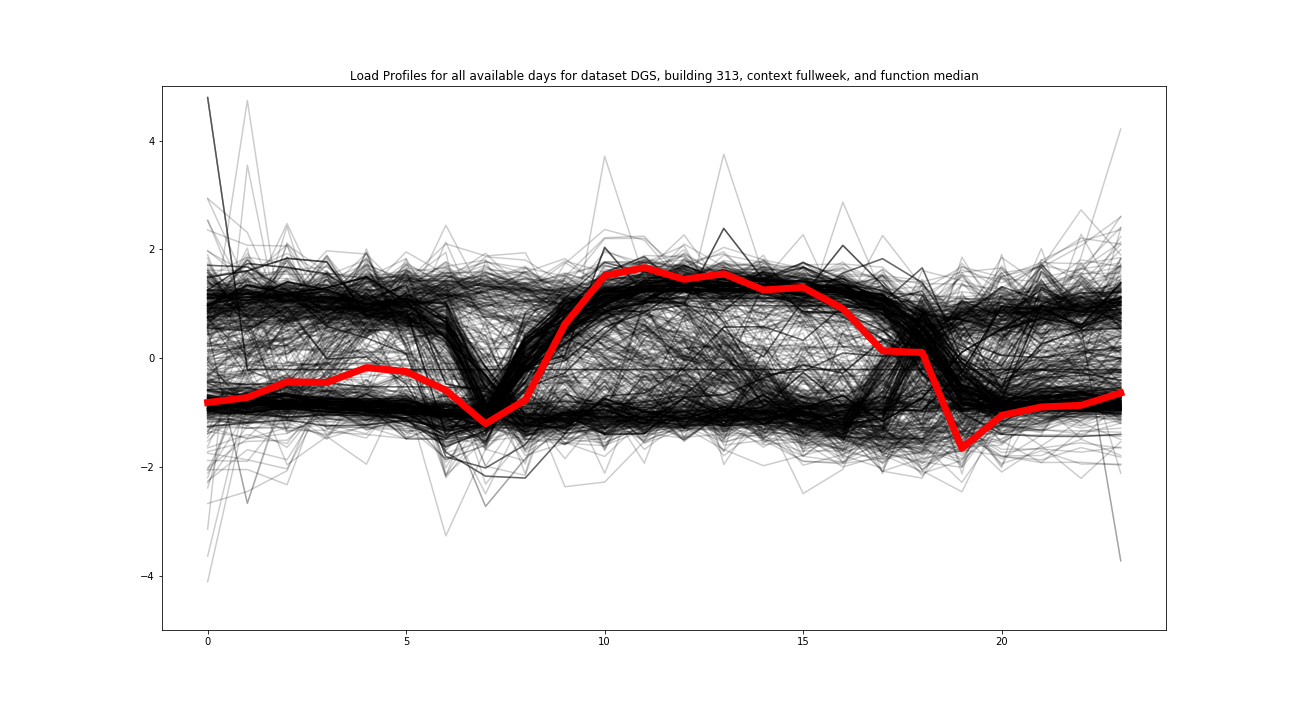 Load Profiles for all available days for dataset DGS, building 313, context fullweek, and function median
4
2
0
−2
−4
0 5 10 15 20